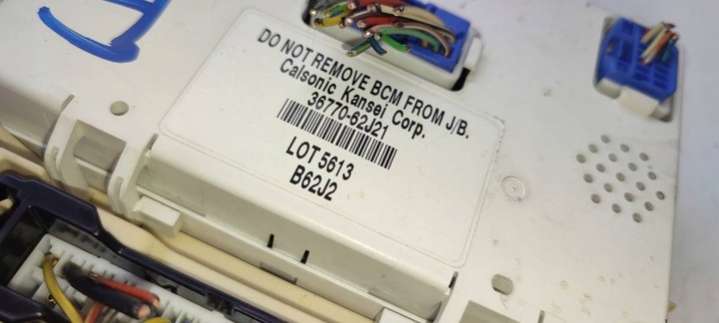 DO NOT REMOVE BCM FROM J/B.
Calsonic Kansei Corp.
36770-62J21
LOT 5613
B62J2